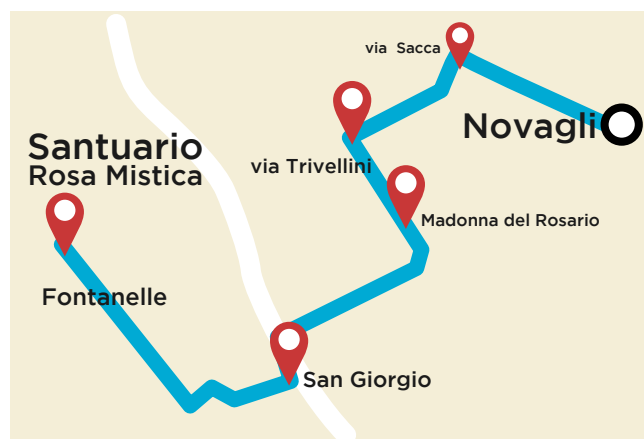 via Sacca
Novagli
Santuario
Rosa Mistica
via Trivellini
Madonna del Rosario
Fontanelle
San Giorgio